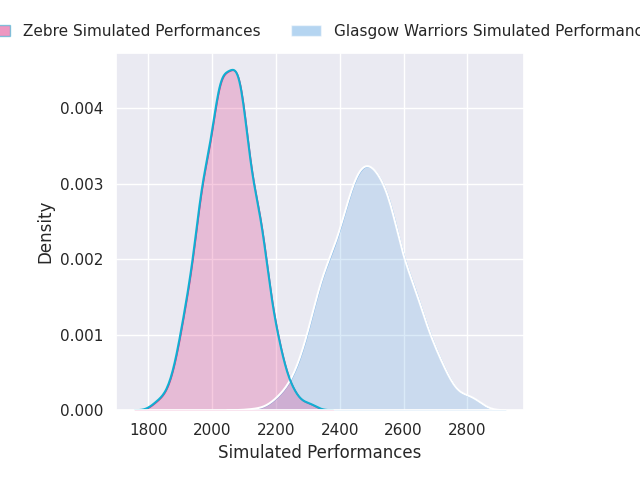 Zebre Simulated Performances Glasgow Warriors Simulated Performanc
0.004
0.003
0.002
0.001
0.000
Density
1800 2000 2200 2400 2600 2800
Simulated Performances